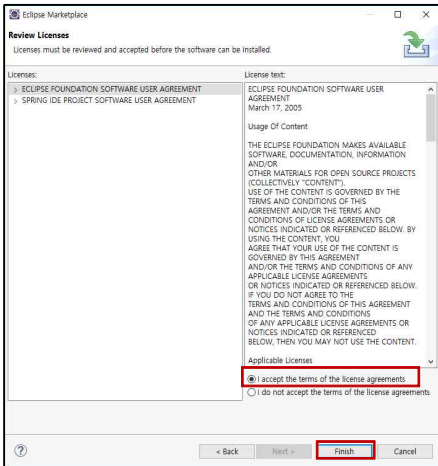 Eclipse Marketplace
Review Licenses
Licenses must be reviewed and accepted before the software can be installed.
Licenses:
ECLIPSE FOUNDATION SOFTWARE USER AGREEMENT
SPRING IDE PROJECT SOFTWARE USER AGREEMENT
License text:
ECLIPSE FOUNDATION SOFTWARE USER
AGREEMENT
March 17, 2005
Usage Of Content
THE ECLIPSE FOUNDATION MAKES AVAILABLE
SOFTWARE, DOCUMENTATION, INFORMATION
AND/OR
OTHER MATERIALS FOR OPEN SOURCE PROJECTS
(COLLECTIVELY "CONTENT").
USE OF THE CONTENT IS GOVERNED BY THE
TERMS AND CONDITIONS OF THIS
AGREEMENT AND/OR THE TERMS AND
CONDITIONS OF LICENSE AGREEMENTS OR
NOTICES INDICATED OR REFERENCED BELOW. BY
USING THE CONTENT, YOU
AGREE THAT YOUR USE OF THE CONTENT IS
GOVERNED BY THIS AGREEMENT
AND/OR THE TERMS AND CONDITIONS OF ANY
APPLICABLE LICENSE AGREEMENTS
OR NOTICES INDICATED OR REFERENCED BELOW.
IF YOU DO NOT AGREE TO THE
TERMS AND CONDITIONS OF THIS AGREEMENT
AND THE TERMS AND CONDITIONS
OF ANY APPLICABLE LICENSE AGREEMENTS OR
NOTICES INDICATED OR REFERENCED
BELOW, THEN YOU MAY NOT USE THE CONTENT.
Applicable Licenses
I accept the terms of the license agreements
I do not accept the terms of the license agreements
< Back Next > Finish Cancel